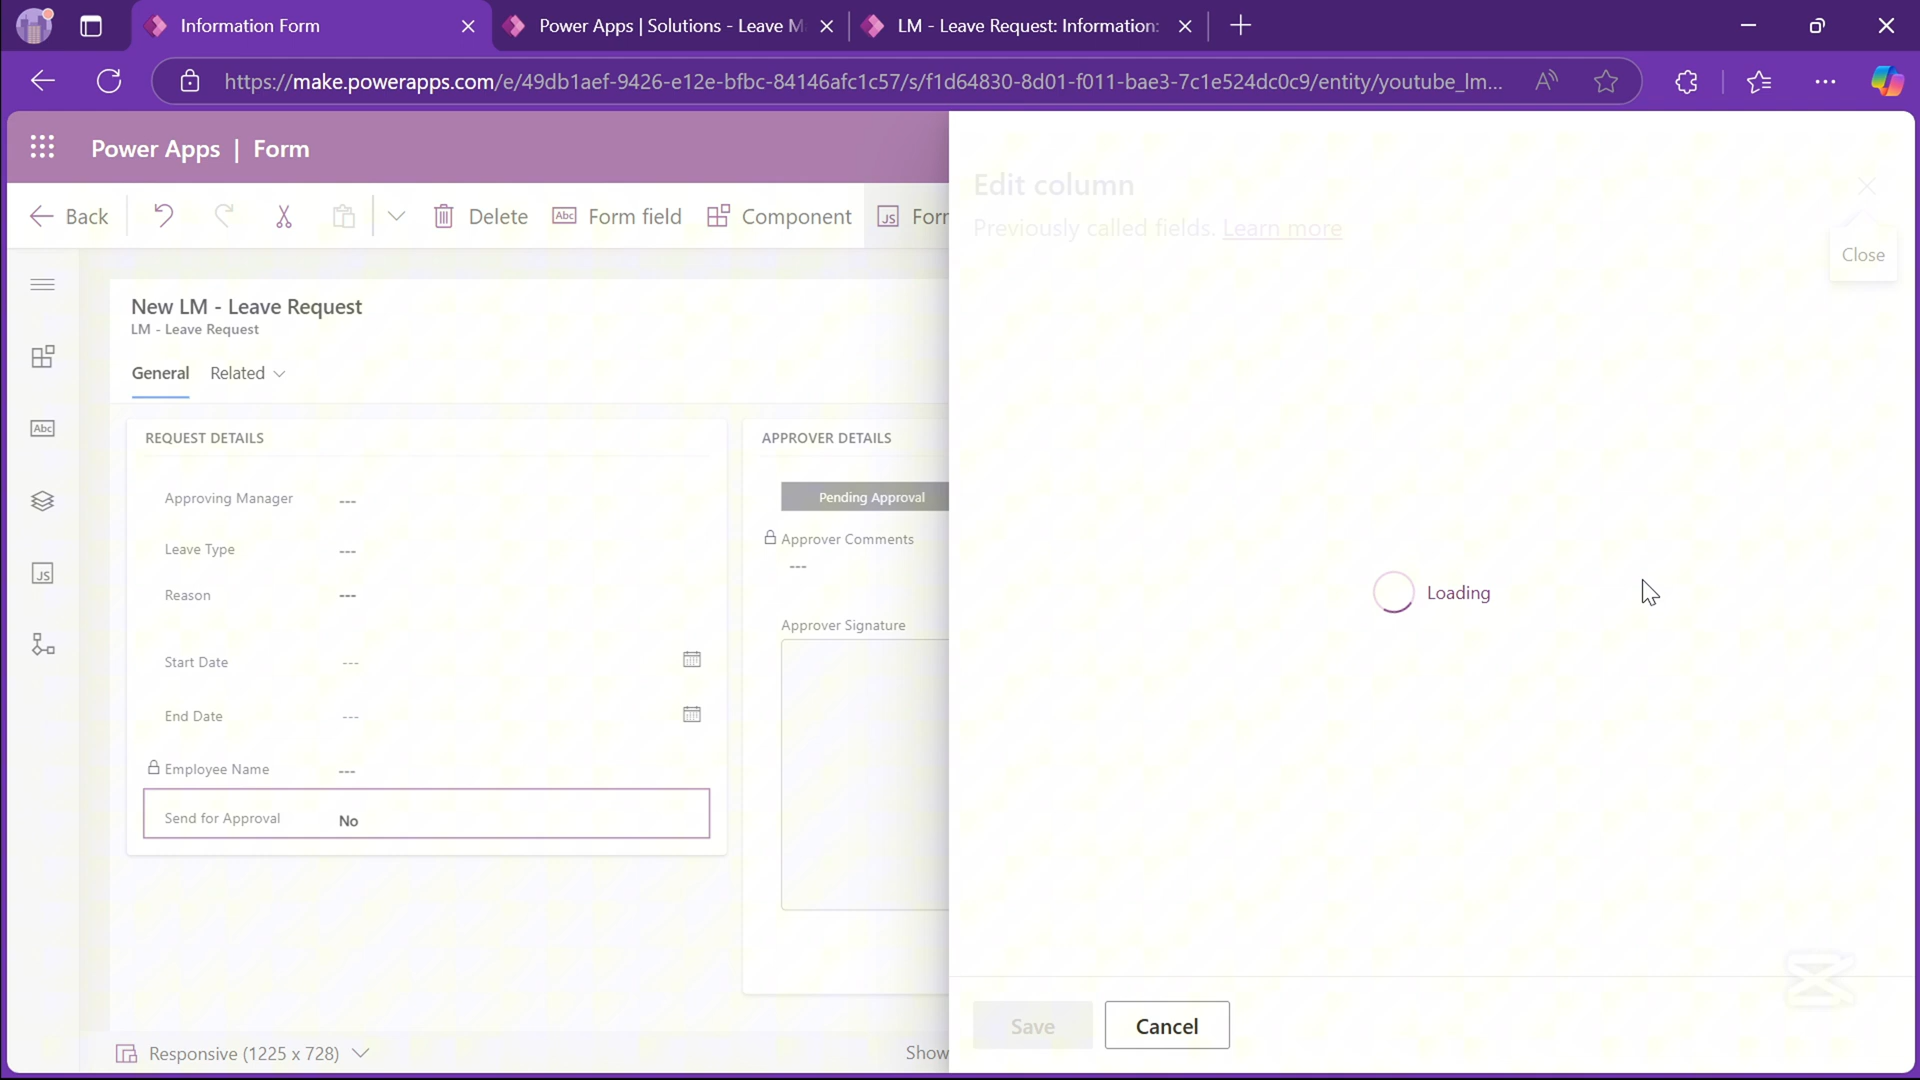 Information Form
Power Apps | Solutions - Leave M
LM - Leave Request: Information:
https://make.powerapps.com/e/49db1aef-9426-e12e-bfbc-84146afc1c57/s/f1d64830-8d01-f011-bae3-7c1e524dc0c9/entity/youtube_lm...
Power Apps | Form
Back
Delete
Abc
Form field
Component
JS
For
Edit column
Previously called fields. Learn more
Close
New LM - Leave Request
LM - Leave Request
General
Related
Abc
JS
REQUEST DETAILS
Approving Manager ---
Leave Type ---
Reason ---
Start Date ---
End Date ---
Employee Name ---
Send for Approval No
APPROVER DETAILS
Pending Approval
Approver Comments
---
Approver Signature
Loading
Save
Cancel
Responsive (1225 x 728)
Show